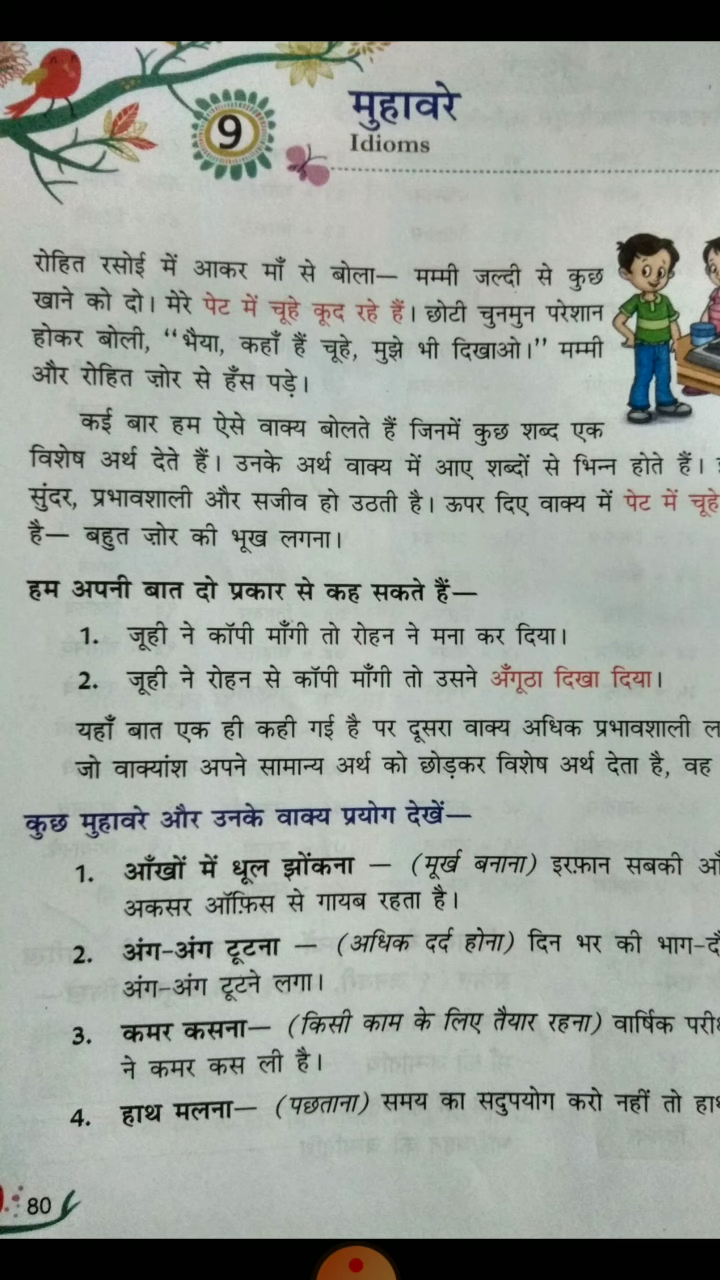 9
मुहावरे
Idioms
रोहित रसोई में आकर माँ से बोला— मम्मी जल्दी से कुछ
खाने को दो। मेरे पेट में चूहे कूद रहे हैं। छोटी चुनमुन परेशान
होकर बोली, “भैया, कहाँ हैं चूहे, मुझे भी दिखाओ।” मम्मी
और रोहित ज़ोर से हँस पड़े।
कई बार हम ऐसे वाक्य बोलते हैं जिनमें कुछ शब्द एक
विशेष अर्थ देते हैं। उनके अर्थ वाक्य में आए शब्दों से भिन्न होते हैं।
सुंदर, प्रभावशाली और सजीव हो उठती है। ऊपर दिए वाक्य में पेट में चूहे
है— बहुत ज़ोर की भूख लगना।
हम अपनी बात दो प्रकार से कह सकते हैं—
1. जूही ने कॉपी माँगी तो रोहन ने मना कर दिया।
2. जूही ने रोहन से कॉपी माँगी तो उसने अँगूठा दिखा दिया।
यहाँ बात एक ही कही गई है पर दूसरा वाक्य अधिक प्रभावशाली ल
जो वाक्यांश अपने सामान्य अर्थ को छोड़कर विशेष अर्थ देता है, वह
कुछ मुहावरे और उनके वाक्य प्रयोग देखें—
1. आँखों में धूल झोंकना — (मूर्ख बनाना) इरफ़ान सबकी आँ
अकसर ऑफ़िस से गायब रहता है।
2. अंग-अंग टूटना — (अधिक दर्द होना) दिन भर की भाग-दौ
अंग-अंग टूटने लगा।
3. कमर कसना— (किसी काम के लिए तैयार रहना) वार्षिक परी
ने कमर कस ली है।
4. हाथ मलना— (पछताना) समय का सदुपयोग करो नहीं तो हाथ
80